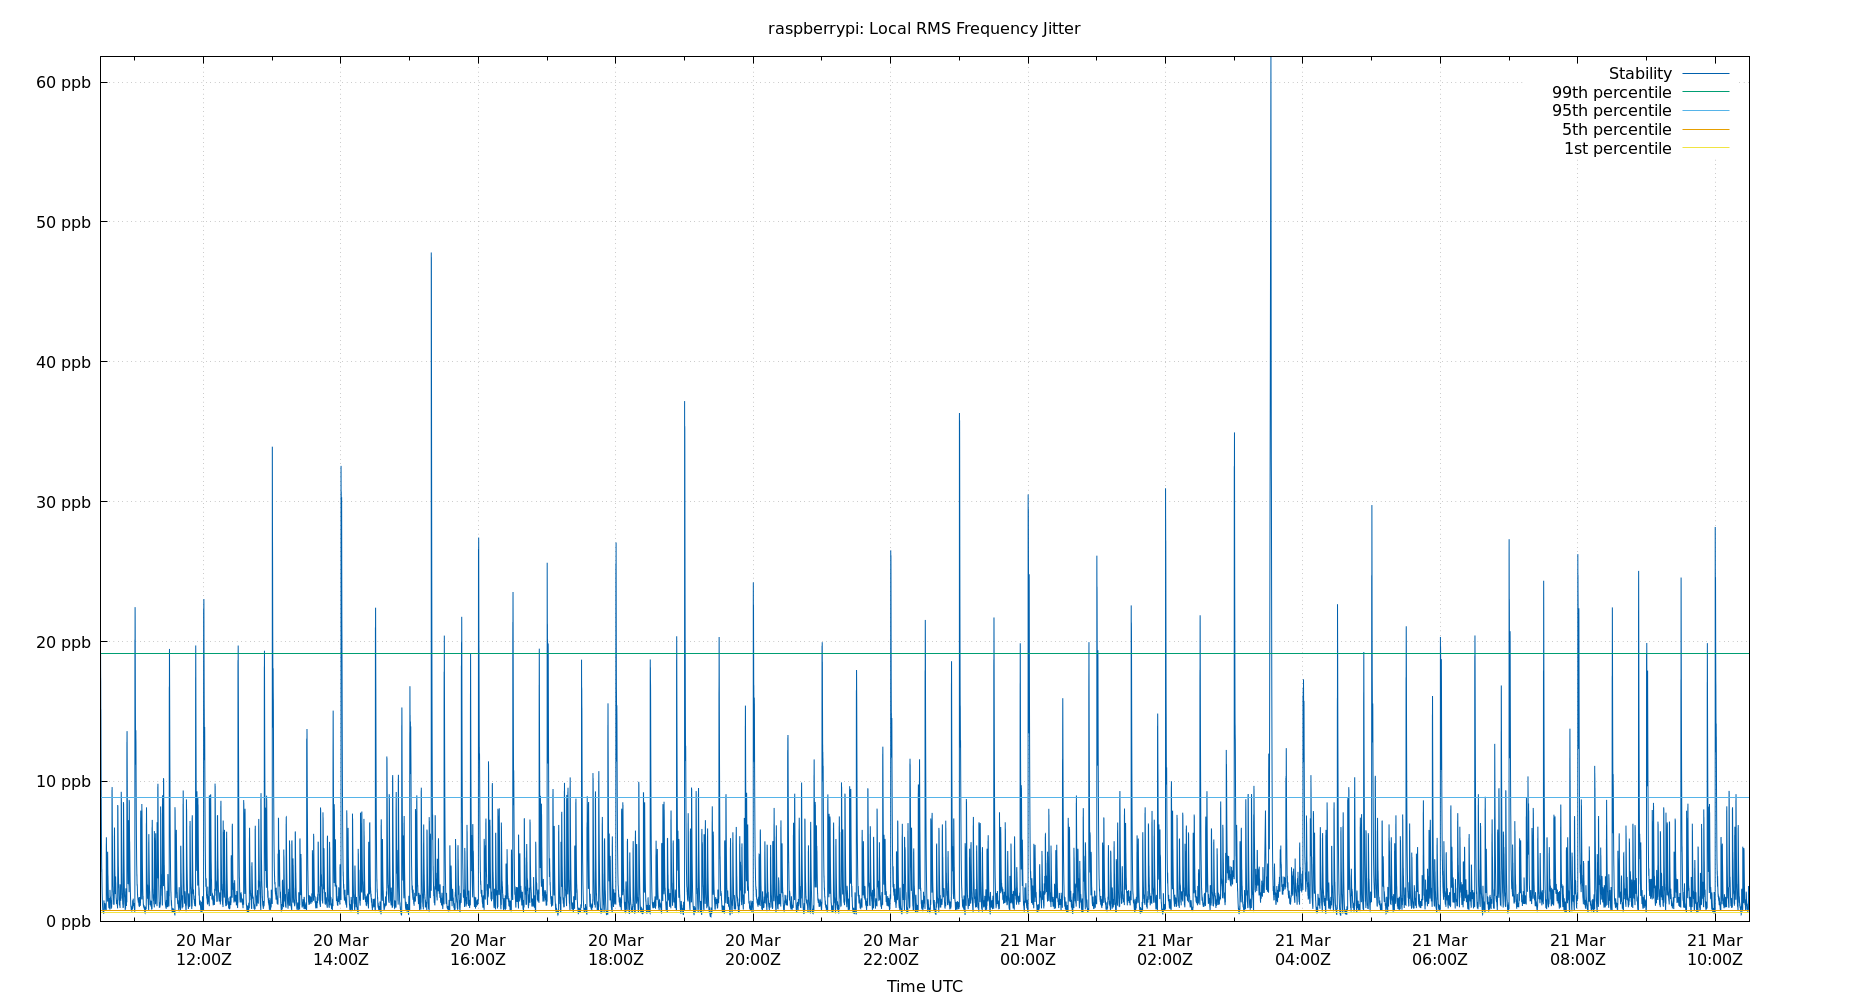 raspberrypi: Local RMS Frequency Jitter
60 ppb
50 ppb
40 ppb
30 ppb
20 ppb
10 ppb
0 ppb
Stability
99th percentile
95th percentile
5th percentile
1st percentile
20 Mar 20 Mar 20 Mar 20 Mar 20 Mar 20 Mar 21 Mar 21 Mar 21 Mar 21 Mar 21 Mar 21 Mar
12:00Z 14:00Z 16:00Z 18:00Z 20:00Z 22:00Z 00:00Z 02:00Z 04:00Z 06:00Z 08:00Z 10:00Z
Time UTC